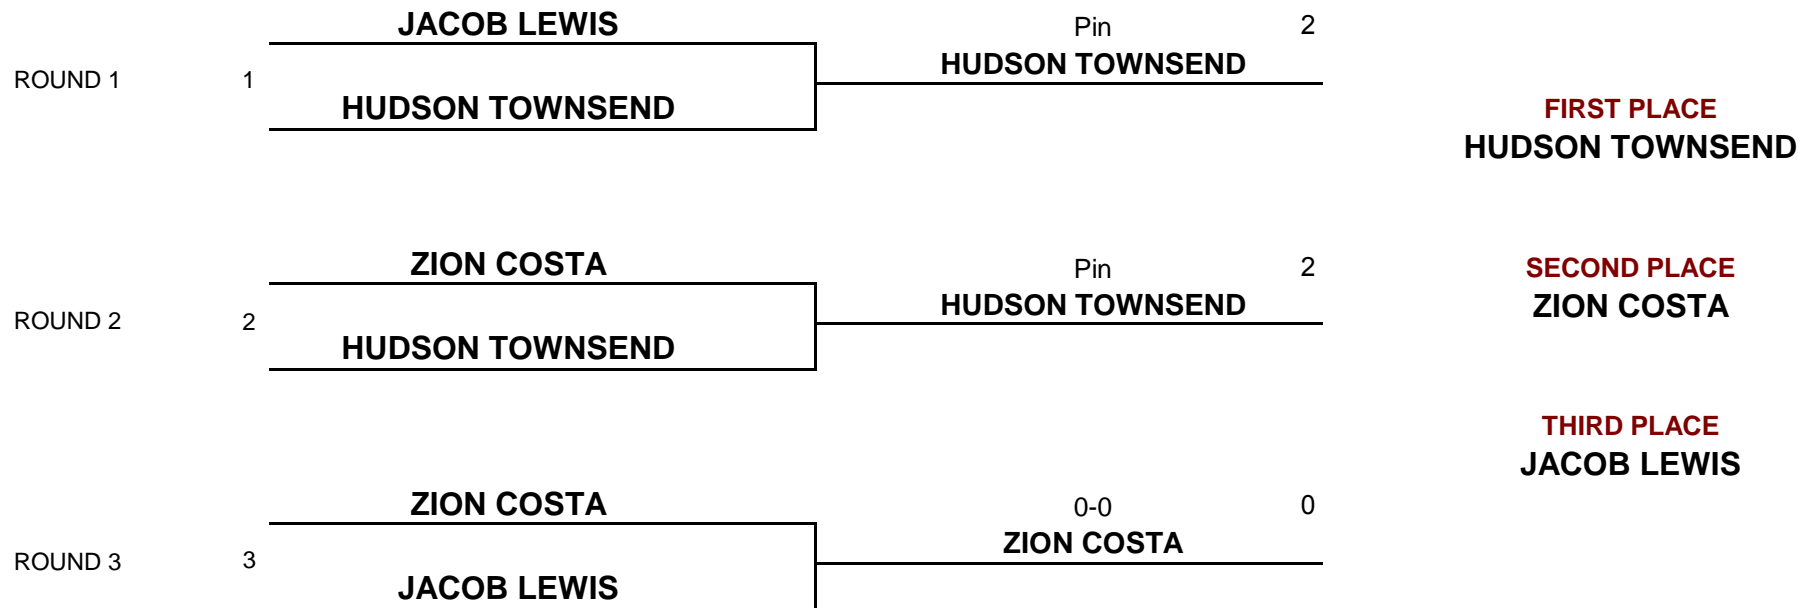 JACOB LEWIS
Pin 2
HUDSON TOWNSEND
ROUND 1 1
HUDSON TOWNSEND
FIRST PLACE
HUDSON TOWNSEND
ZION COSTA
Pin 2
SECOND PLACE
HUDSON TOWNSEND
ZION COSTA
ROUND 2 2
HUDSON TOWNSEND
THIRD PLACE
JACOB LEWIS
ZION COSTA
0-0 0
ZION COSTA
ROUND 3 3
JACOB LEWIS